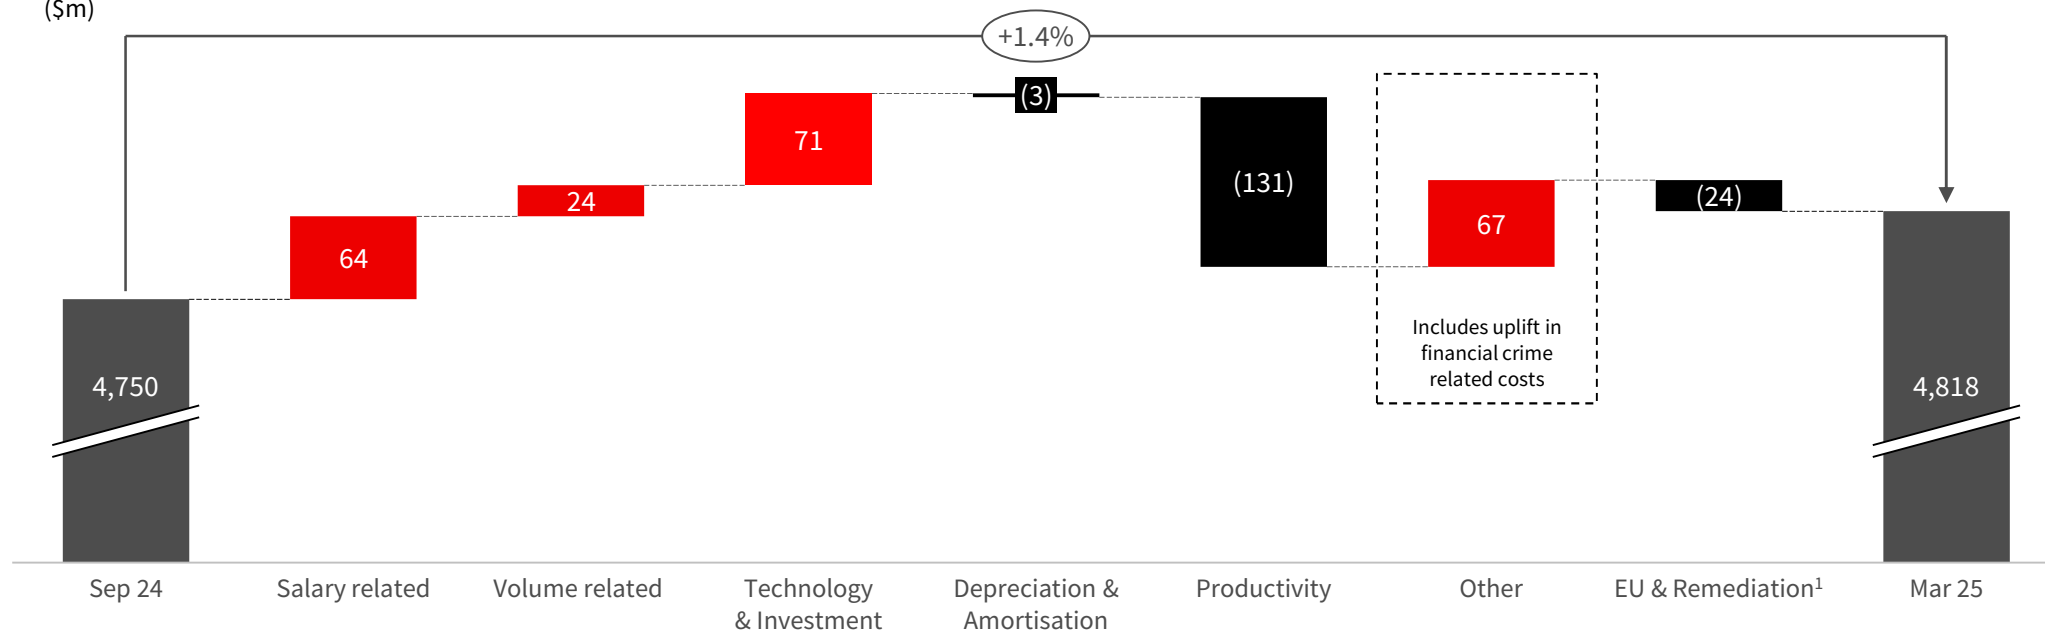 ($m)
+1.4%
4,750
64
24
71
(3)
(131)
67
Includes uplift in
financial crime
related costs
(24)
4,818
Sep 24
Salary related
Volume related
Technology
& Investment
Depreciation &
Amortisation
Productivity
Other
EU & Remediation¹
Mar 25